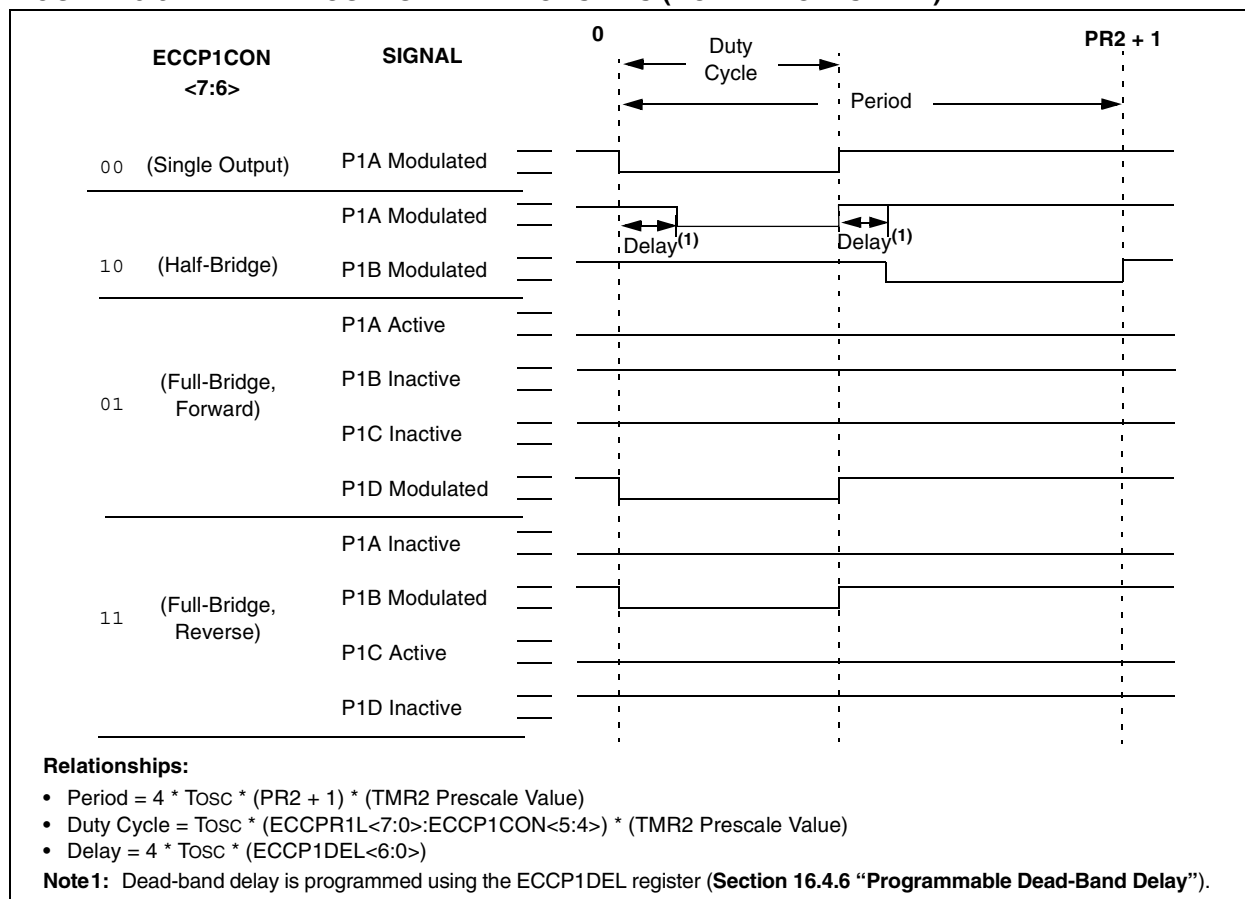 0
Duty
Cycle
PR2 + 1
ECCP1CON
<7:6>
SIGNAL
Period
00 (Single Output) P1A Modulated
P1A Modulated
Delay(1) Delay(1)
10 (Half-Bridge) P1B Modulated
P1A Active
01 (Full-Bridge,
Forward)
P1B Inactive
P1C Inactive
P1D Modulated
P1A Inactive
11 (Full-Bridge,
Reverse)
P1B Modulated
P1C Active
P1D Inactive
Relationships:
• Period = 4 * TOSC * (PR2 + 1) * (TMR2 Prescale Value)
• Duty Cycle = TOSC * (ECCPR1L<7:0>:ECCP1CON<5:4>) * (TMR2 Prescale Value)
• Delay = 4 * TOSC * (ECCP1DEL<6:0>)
Note1: Dead-band delay is programmed using the ECCP1DEL register (Section 16.4.6 “Programmable Dead-Band Delay”).